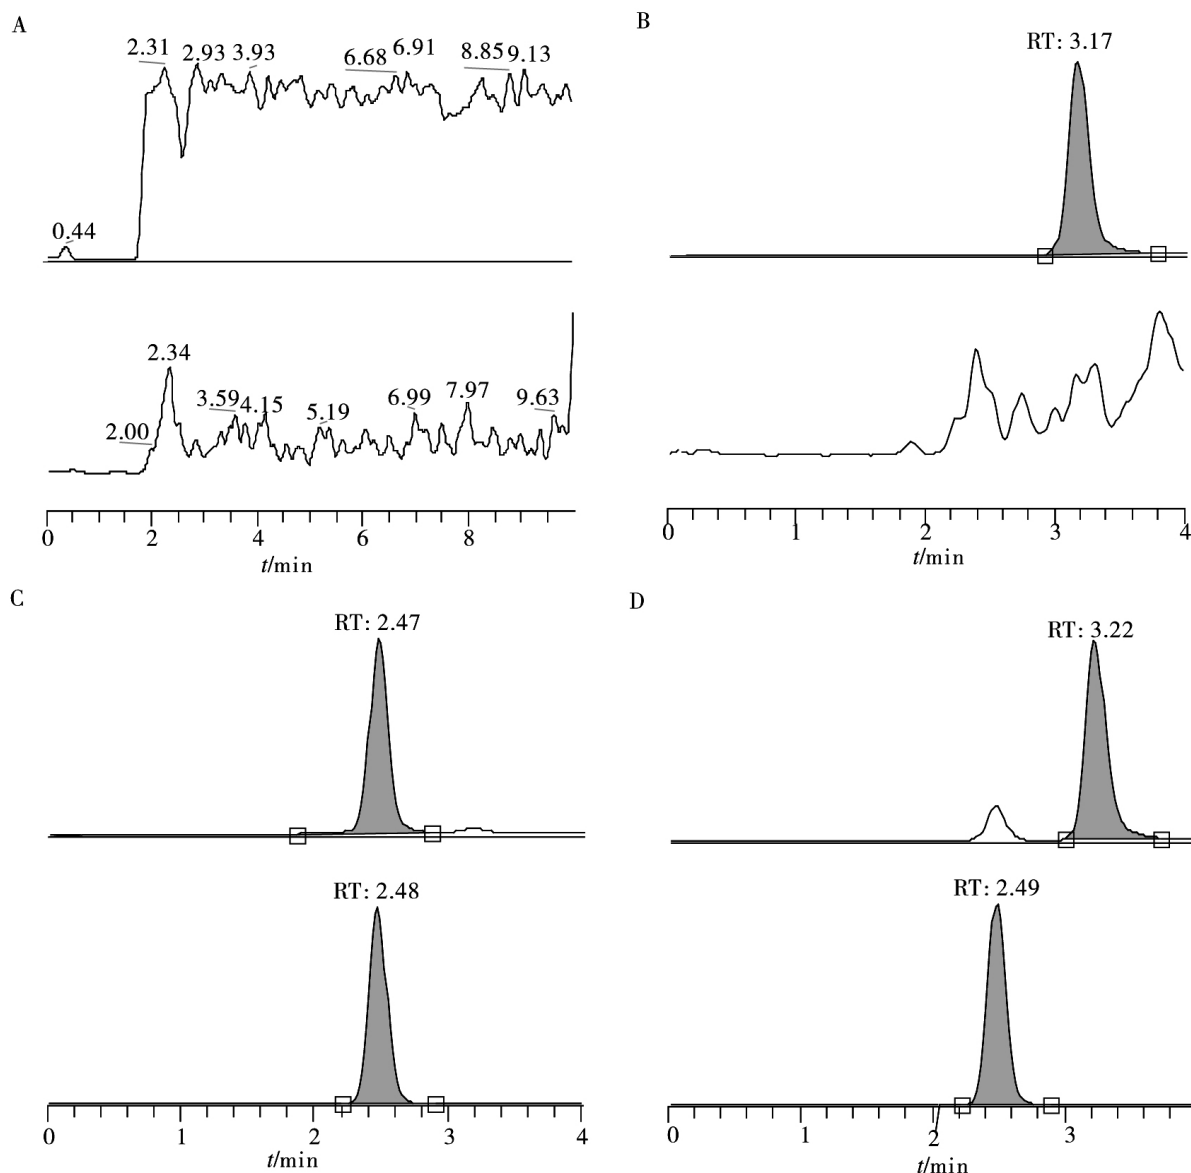 A
2.31 2.93 3.93 6.68 6.91 8.85 9.13
0.44
2.34
2.00 3.59 4.15 5.19 6.99 7.97 9.63
0 2 4 6 8
t/min
B
RT: 3.17
0 1 2 3 4
t/min
C
RT: 2.47
RT: 2.48
0 1 2 3 4
t/min
D
RT: 3.22
RT: 2.49
0 1 2 3
t/min